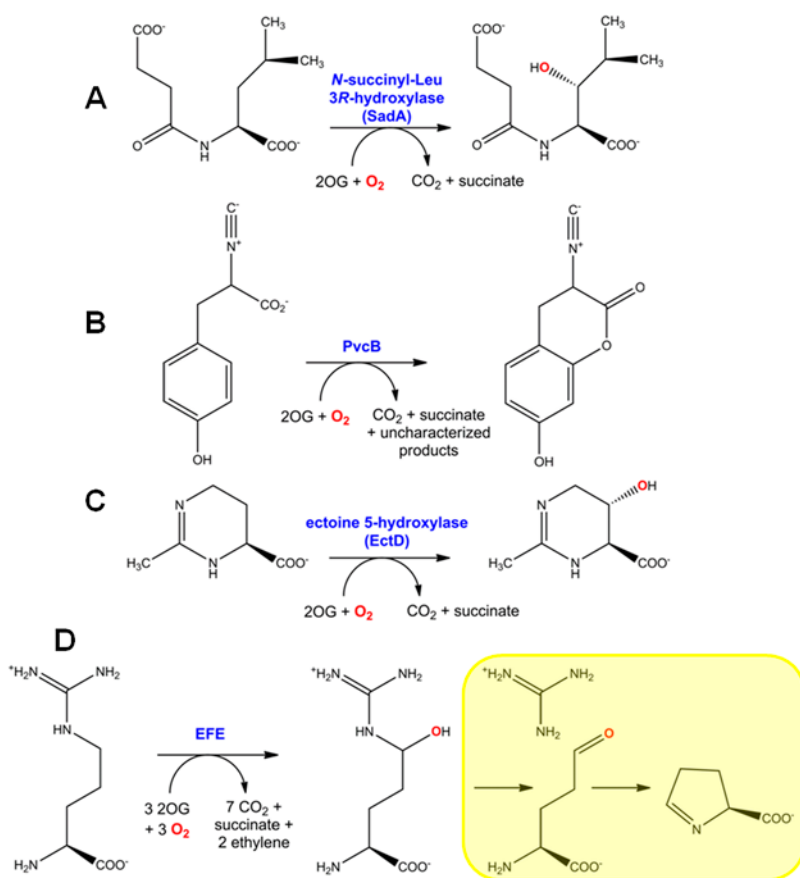 A
COO⁻
CH₃
CH₃
O
N
H
COO⁻
N-succinyl-Leu
3R-hydroxylase
(SadA)
2OG + O₂
CO₂ + succinate
COO⁻
CH₃
HO
CH₃
O
N
H
COO⁻
B
C⁻
N⁺
CO₂⁻
OH
PvcB
2OG + O₂
CO₂ + succinate
+ uncharacterized
products
C⁻
N⁺
O
O
OH
C
N
H₃C
N
H
COO⁻
ectoine 5-hydroxylase
(EctD)
2OG + O₂
CO₂ + succinate
OH
N
H₃C
N
H
COO⁻
D
⁺H₂N
NH₂
HN
H₂N
COO⁻
EFE
3 2OG
+ 3 O₂
7 CO₂ +
succinate +
2 ethylene
⁺H₂N
NH₂
HN
OH
H₂N
COO⁻
⁺H₂N
NH₂
NH₂
O
H₂N
COO⁻
N
COO⁻